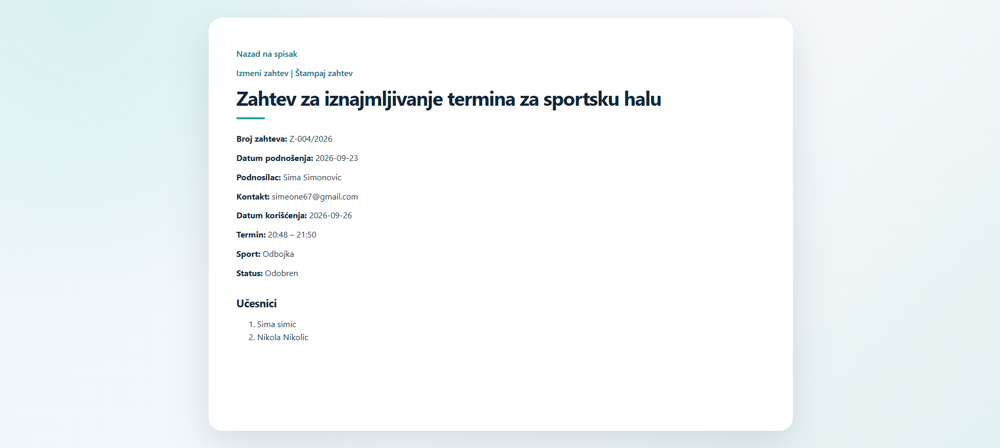 Nazad na spisak
Izmeni zahtev | Štampaj zahtev
Zahtev za iznajmljivanje termina za sportsku halu
Broj zahteva: Z-004/2026
Datum podnošenja: 2026-09-23
Podnosilac: Sima Simonovic
Kontakt: simeone67@gmail.com
Datum korišćenja: 2026-09-26
Termin: 20:48 – 21:50
Sport: Odbojka
Status: Odobren
Učesnici
1. Sima simic
2. Nikola Nikolic